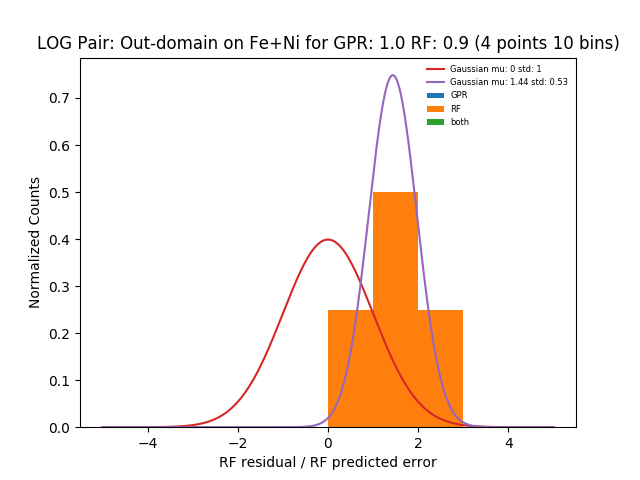 LOG Pair: Out-domain on Fe+Ni for GPR: 1.0 RF: 0.9 (4 points 10 bins)
Gaussian mu: 0 std: 1
Gaussian mu: 1.44 std: 0.53
GPR
RF
both
Normalized Counts
0.7
0.6
0.5
0.4
0.3
0.2
0.1
0.0
−4 −2 0 2 4
RF residual / RF predicted error